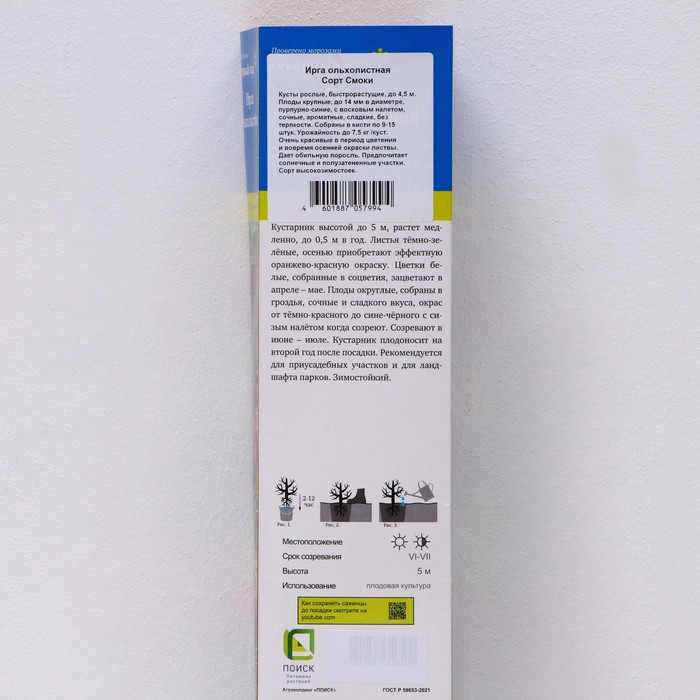 Проверено морозами
Ирга ольхолистная
Сорт Смоки
Кусты рослые, быстрорастущие, до 4,5 м.
Плоды крупные, до 14 мм в диаметре,
пурпурно-синие, с восковым налетом,
сочные, ароматные, сладкие, без
терпкости. Собраны в кисти по 9-15
штук. Урожайность до 7,5 кг /куст.
Очень красивые в период цветения
и вовремя осенней окраски листвы.
Дает обильную поросль. Предпочитает
солнечные и полузатененные участки.
Сорт высокозимостоек.
4 601887 057994
Кустарник высотой до 5 м, растет мед-
ленно, до 0,5 м в год. Листья тёмно-зе-
лёные, осенью приобретают эффектную
оранжево-красную окраску. Цветки бе-
лые, собранные в соцветия, зацветают в
апреле – мае. Плоды округлые, собраны в
гроздья, сочные и сладкого вкуса, окрас
от тёмно-красного до сине-чёрного с си-
зым налётом когда созреют. Созревают в
июне – июле. Кустарник плодоносит на
второй год после посадки. Рекомендуется
для приусадебных участков и для ланд-
шафта парков. Зимостойкий.
2-12
час
Рис. 1.
Рис. 2.
Рис. 3.
Местоположение
Срок созревания VI-VII
Высота 5 м
Использование плодовая культура
Как сохранить саженцы
до посадки смотрите на
youtube.com
ПОИСК
Питомник
растений
Агрохолдинг «ПОИСК»
ГОСТ Р 59653-2021